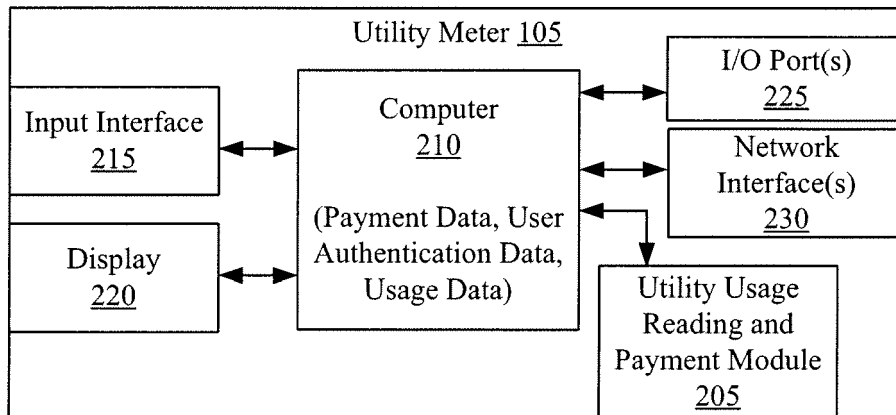 Utility Meter 105
Input Interface
215
Display
220
Computer
210
(Payment Data, User
Authentication Data,
Usage Data)
I/O Port(s)
225
Network
Interface(s)
230
Utility Usage
Reading and
Payment Module
205